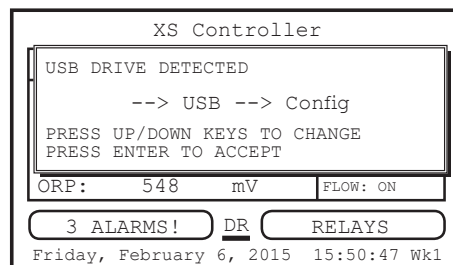 XS Controller
USB DRIVE DETECTED
--> USB --> Config
PRESS UP/DOWN KEYS TO CHANGE
PRESS ENTER TO ACCEPT
ORP: 548 mV FLOW: ON
3 ALARMS! DR RELAYS
Friday, February 6, 2015 15:50:47 Wk1